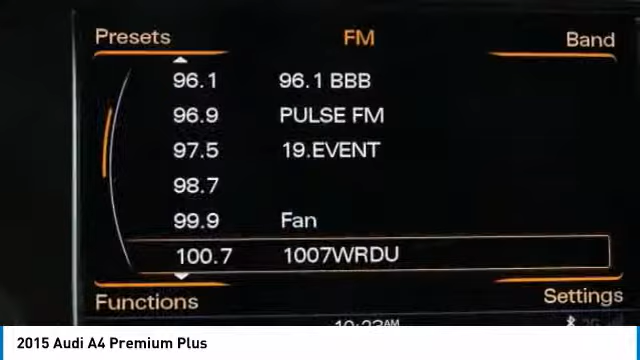 Presets FM Band
96.1 96.1 BBB
96.9 PULSE FM
97.5 19.EVENT
98.7
99.9 Fan
100.7 1007WRDU
Functions Settings
2015 Audi A4 Premium Plus